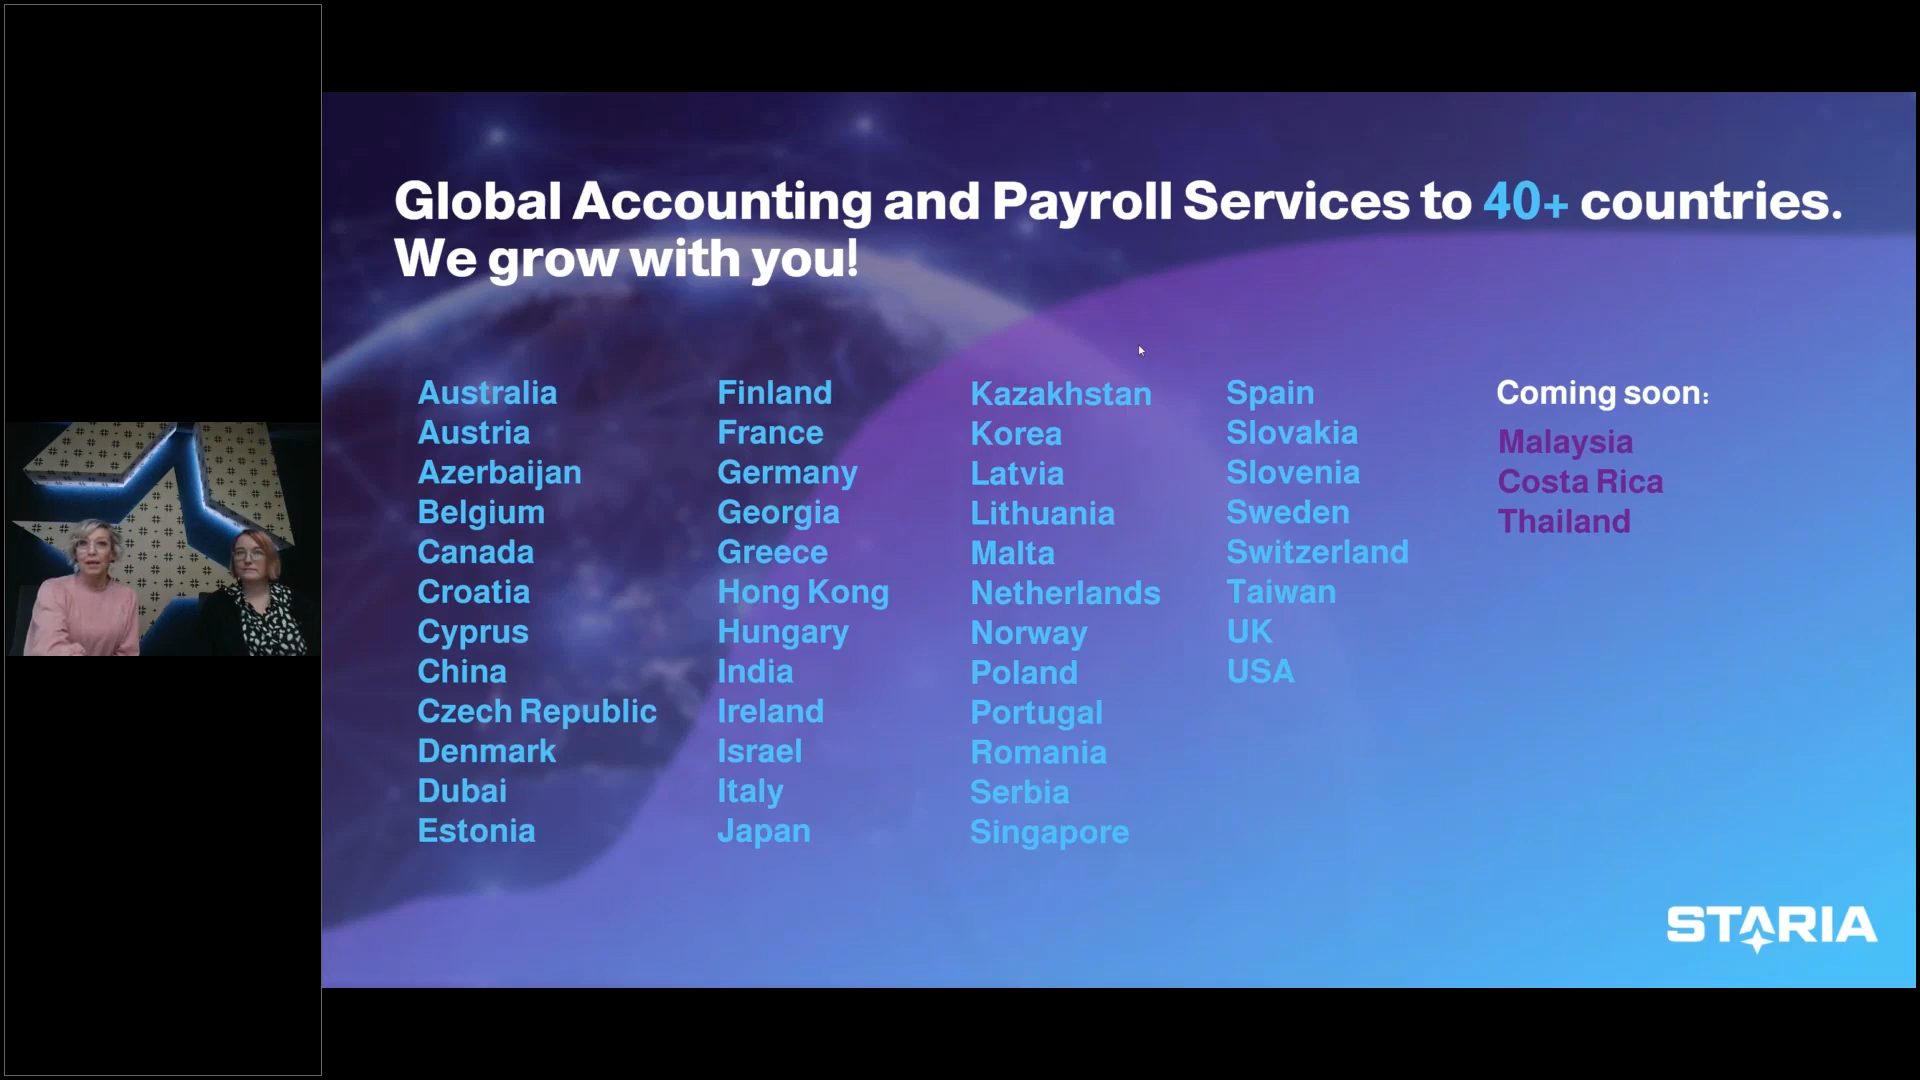 Global Accounting and Payroll Services to 40+ countries.
We grow with you!
Australia
Austria
Azerbaijan
Belgium
Canada
Croatia
Cyprus
China
Czech Republic
Denmark
Dubai
Estonia
Finland
France
Germany
Georgia
Greece
Hong Kong
Hungary
India
Ireland
Israel
Italy
Japan
Kazakhstan
Korea
Latvia
Lithuania
Malta
Netherlands
Norway
Poland
Portugal
Romania
Serbia
Singapore
Spain
Slovakia
Slovenia
Sweden
Switzerland
Taiwan
UK
USA
Coming soon:
Malaysia
Costa Rica
Thailand
STARIA